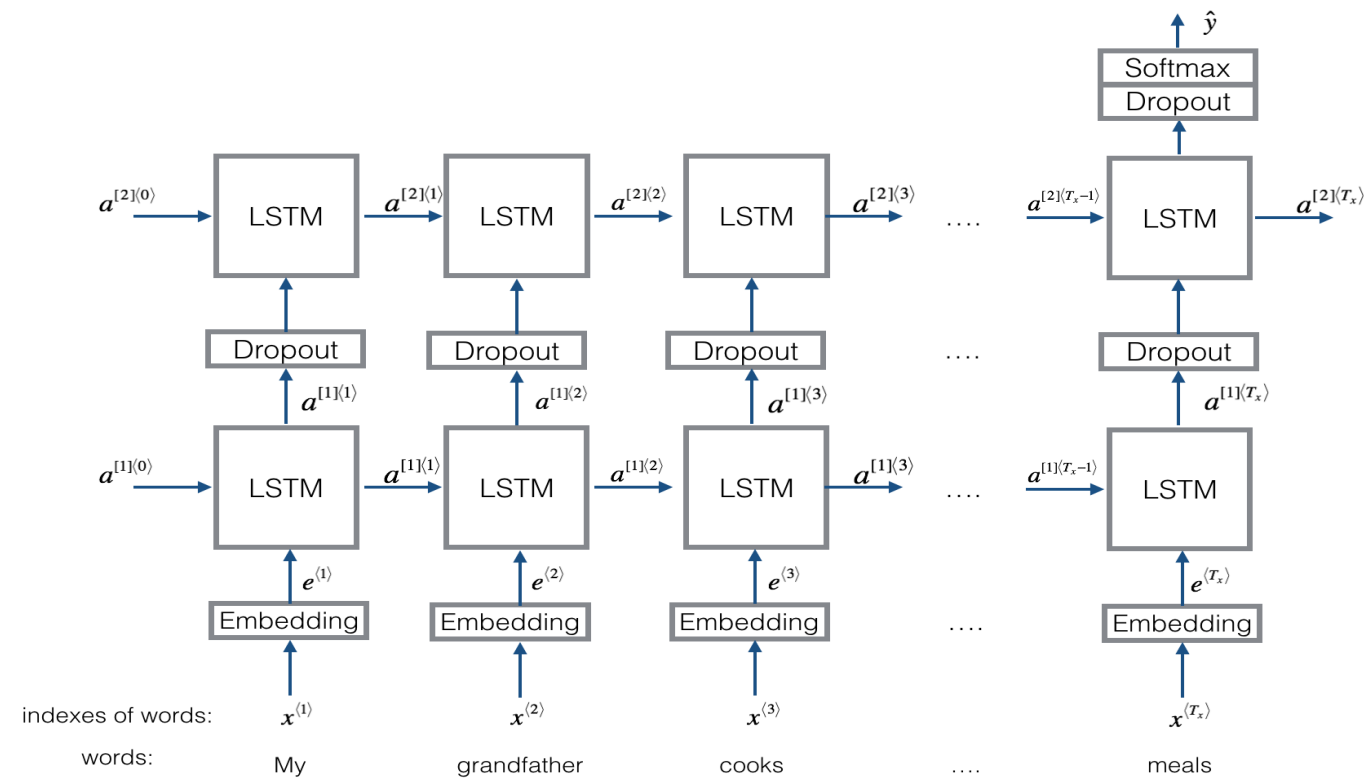 ŷ
Softmax
Dropout
a^[2]⟨0⟩ LSTM a^[2]⟨1⟩ LSTM a^[2]⟨2⟩ LSTM a^[2]⟨3⟩ .... a^[2]⟨Tₓ−1⟩ LSTM a^[2]⟨Tₓ⟩
Dropout Dropout Dropout .... Dropout
a^[1]⟨1⟩ a^[1]⟨2⟩ a^[1]⟨3⟩ a^[1]⟨Tₓ⟩
a^[1]⟨0⟩ LSTM a^[1]⟨1⟩ LSTM a^[1]⟨2⟩ LSTM a^[1]⟨3⟩ .... a^[1]⟨Tₓ−1⟩ LSTM
e^⟨1⟩ e^⟨2⟩ e^⟨3⟩ e^⟨Tₓ⟩
Embedding Embedding Embedding .... Embedding
indexes of words: x^⟨1⟩ x^⟨2⟩ x^⟨3⟩ x^⟨Tₓ⟩
words: My grandfather cooks .... meals